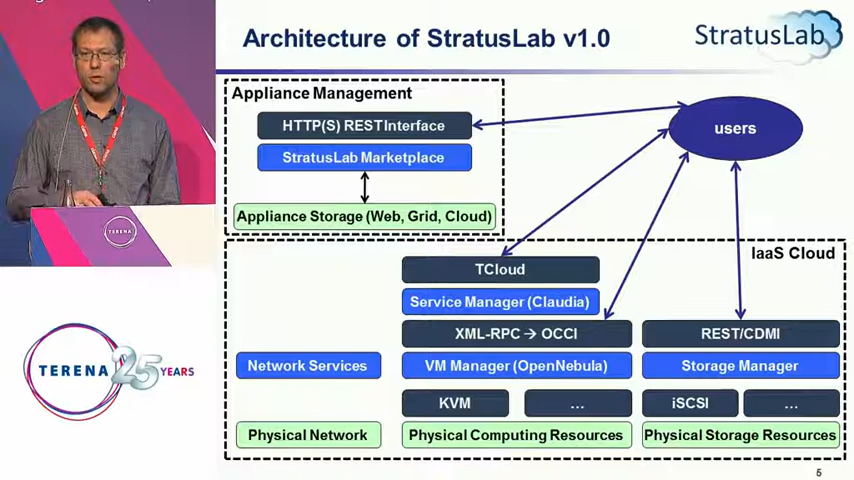 Architecture of StratusLab v1.0
StratusLab
Appliance Management
HTTP(S) REST Interface
StratusLab Marketplace
Appliance Storage (Web, Grid, Cloud)
users
IaaS Cloud
TCloud
Service Manager (Claudia)
XML-RPC → OCCI
REST/CDMI
Network Services
VM Manager (OpenNebula)
Storage Manager
KVM
...
iSCSI
...
Physical Network
Physical Computing Resources
Physical Storage Resources
5
TERENA
TERENA 25 YEARS